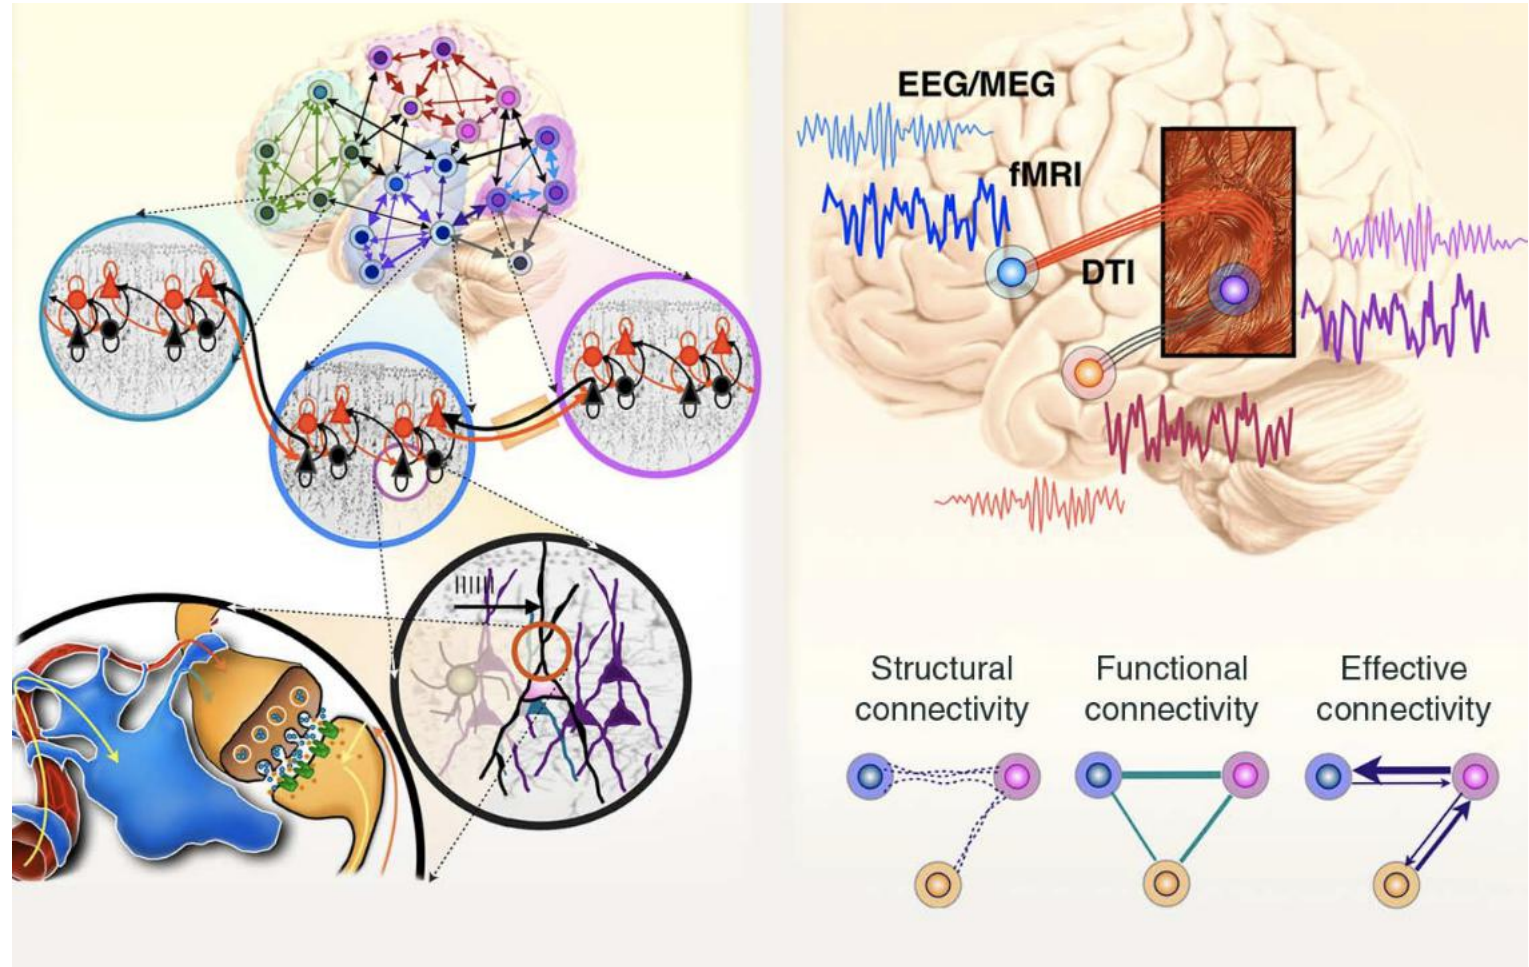 EEG/MEG
fMRI
DTI
Structural
connectivity
Functional
connectivity
Effective
connectivity